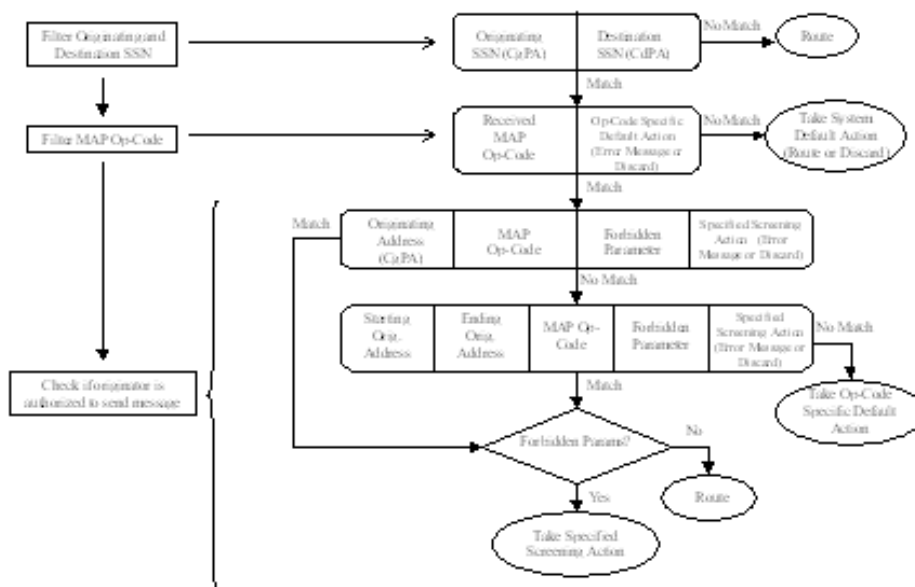 Filter Originating and
Destination SSN
Originating
SSN (CgPA)
Destination
SSN (CdPA)
No Match
Route
Match
Filter MAP Op-Code
Received
MAP
Op-Code
Op-Code Specific
Default Action
(Error Message or
Discard)
No Match
Take System
Default Action
(Route or Discard)
Match
Match
Originating
Address
(CgPA)
MAP
Op-Code
Forbidden
Parameter
Specified Screening
Action (Error
Message or
Discard)
No Match
Starting
Orig.
Address
Ending
Orig.
Address
MAP Op-
Code
Forbidden
Parameter
Specified
Screening Action
(Error Message or
Discard)
No Match
Check if originator is
authorized to send message
Match
Take Op-Code
Specific Default
Action
Forbidden Params?
No
Route
Yes
Take Specified
Screening Action